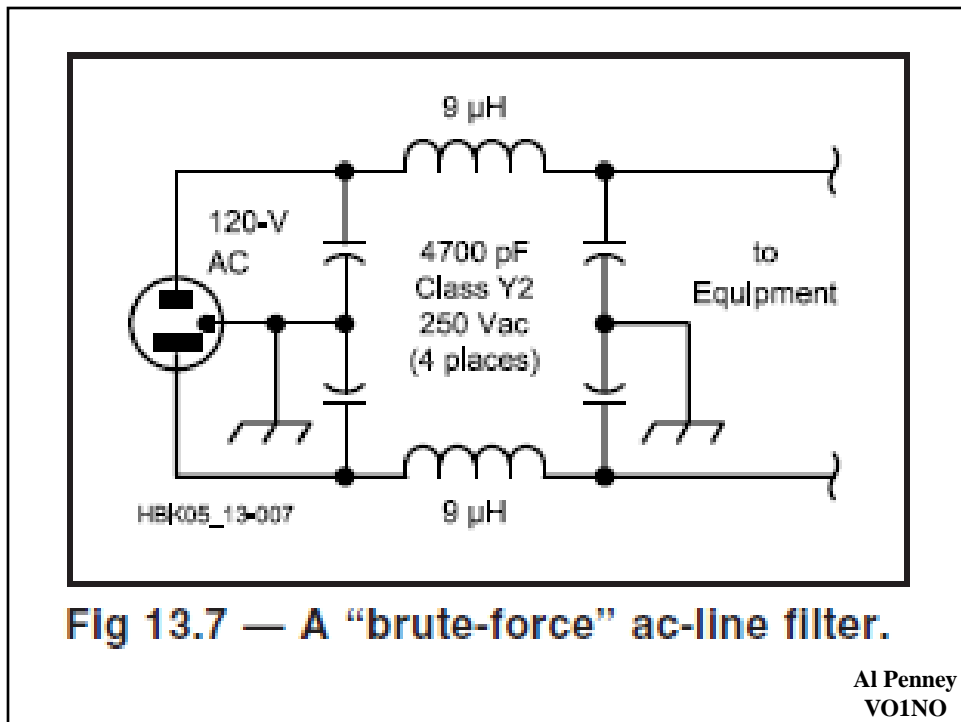 9 µH
120-V
AC
4700 pF
Class Y2
250 Vac
(4 places)
to
Equipment
9 µH
HBK05_13-007
Fig 13.7 — A “brute-force” ac-line filter.
Al Penney
VO1NO